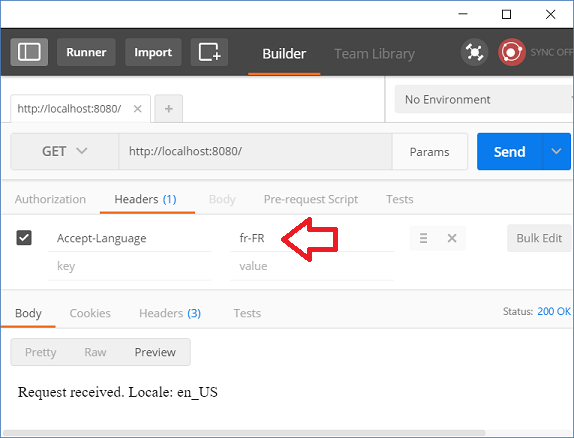 Runner Import Builder Team Library SYNC OFF
http://localhost:8080/ No Environment
GET http://localhost:8080/ Params Send
Authorization Headers (1) Body Pre-request Script Tests
Accept-Language fr-FR Bulk Edit
key value
Body Cookies Headers (3) Tests Status: 200 OK
Pretty Raw Preview
Request received. Locale: en_US